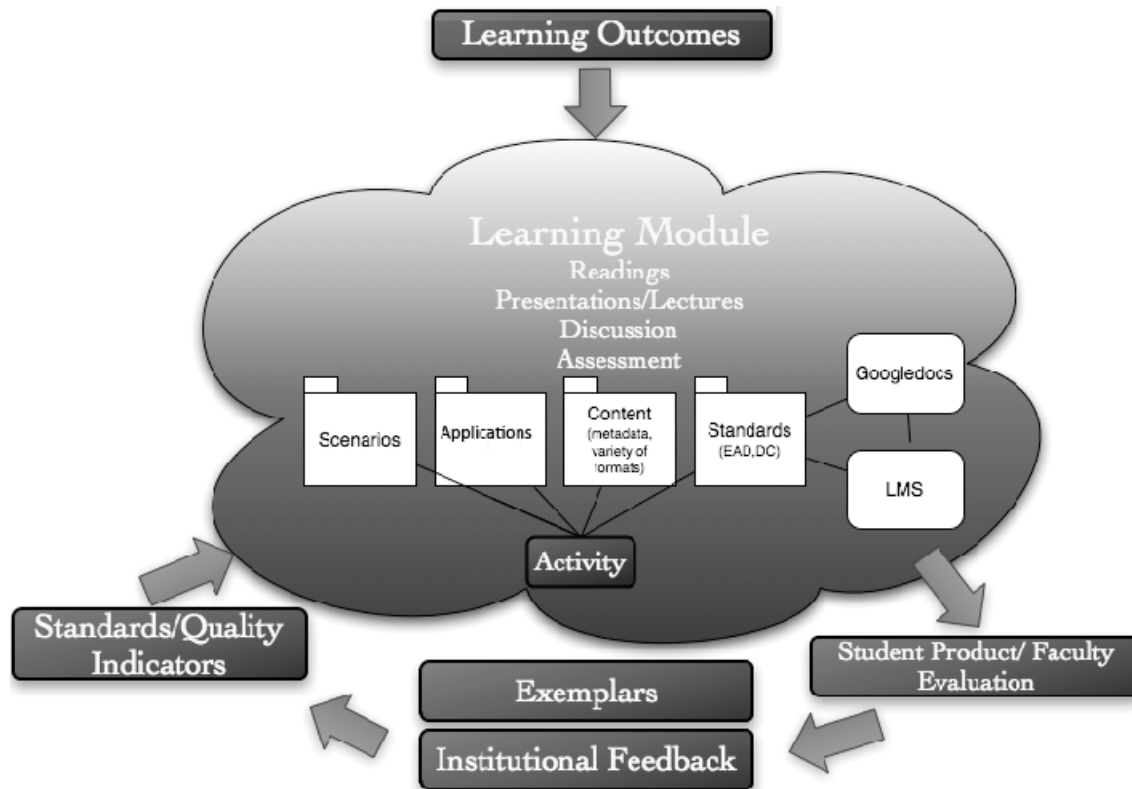 Learning Outcomes
Learning Module
Readings
Presentations/Lectures
Discussion
Assessment
Scenarios
Applications
Content
(metadata,
variety of
formats)
Standards
(EAD,DC)
Googledocs
LMS
Activity
Standards/Quality
Indicators
Student Product/ Faculty
Evaluation
Exemplars
Institutional Feedback